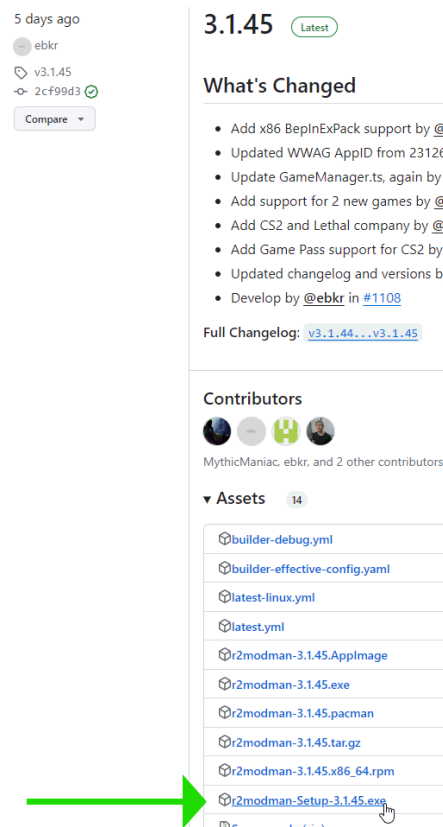 5 days ago
ebkr
v3.1.45
2cf99d3
Compare
3.1.45 Latest
What's Changed
Add x86 BepInExPack support by @
Updated WWAG AppID from 23126
Update GameManager.ts, again by
Add support for 2 new games by @
Add CS2 and Lethal company by @
Add Game Pass support for CS2 by
Updated changelog and versions b
Develop by @ebkr in #1108
Full Changelog: v3.1.44...v3.1.45
Contributors
MythicManiac, ebkr, and 2 other contributors
Assets 14
builder-debug.yml
builder-effective-config.yaml
latest-linux.yml
latest.yml
r2modman-3.1.45.AppImage
r2modman-3.1.45.exe
r2modman-3.1.45.pacman
r2modman-3.1.45.tar.gz
r2modman-3.1.45.x86_64.rpm
r2modman-Setup-3.1.45.exe